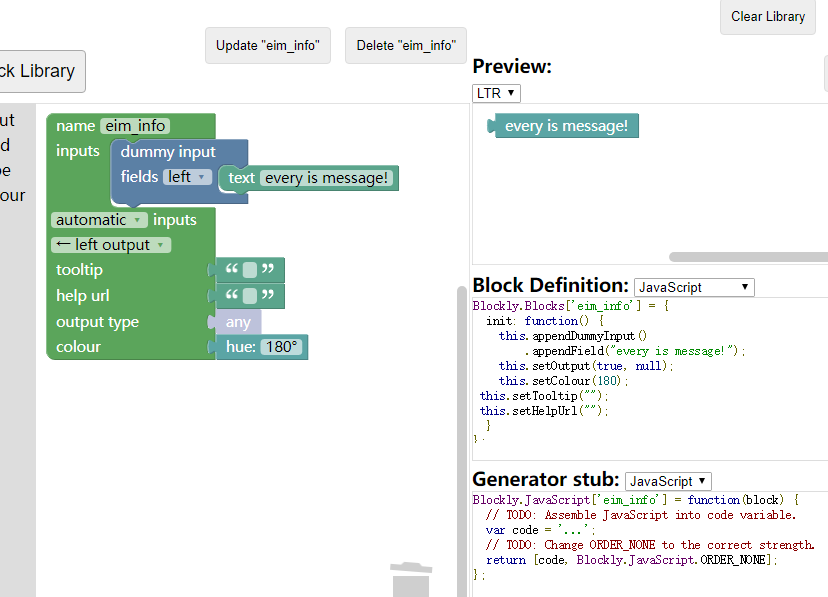 Clear Library
Update "eim_info"
Delete "eim_info"
ck Library
Preview:
LTR
every is message!
ut
d
oe
our
name eim_info
inputs
dummy input
fields left
text every is message!
automatic inputs
← left output
tooltip
“ ”
help url
“ ”
output type
any
colour
hue: 180°
Block Definition: JavaScript
Blockly.Blocks['eim_info'] = {
  init: function() {
    this.appendDummyInput()
        .appendField("every is message!");
    this.setOutput(true, null);
    this.setColour(180);
 this.setTooltip("");
 this.setHelpUrl("");
  }
};
Generator stub: JavaScript
Blockly.JavaScript['eim_info'] = function(block) {
  // TODO: Assemble JavaScript into code variable.
  var code = '...';
  // TODO: Change ORDER_NONE to the correct strength.
  return [code, Blockly.JavaScript.ORDER_NONE];
};